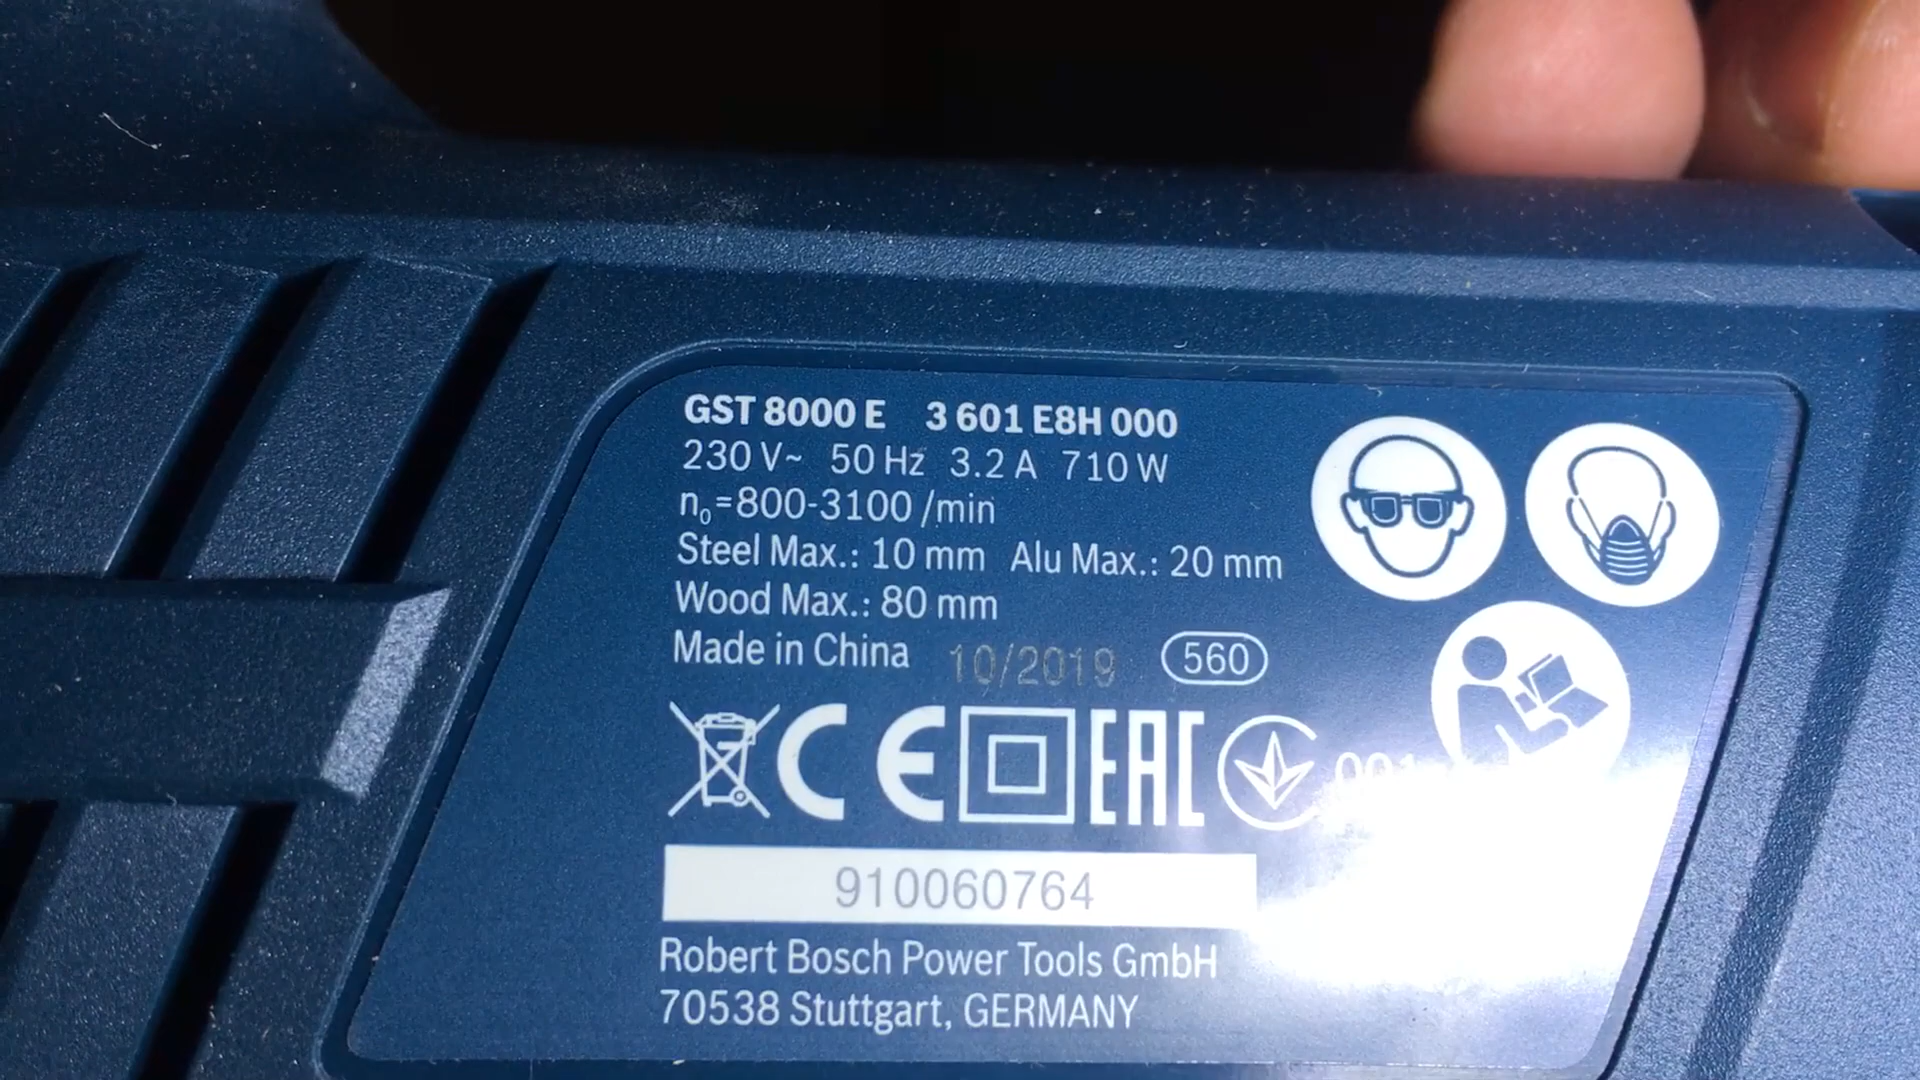 GST 8000 E 3 601 E8H 000
230 V~ 50 Hz 3.2 A 710 W
n₀=800-3100 /min
Steel Max.: 10 mm Alu Max.: 20 mm
Wood Max.: 80 mm
Made in China 10/2019 560
CE EAC
910060764
Robert Bosch Power Tools GmbH
70538 Stuttgart, GERMANY